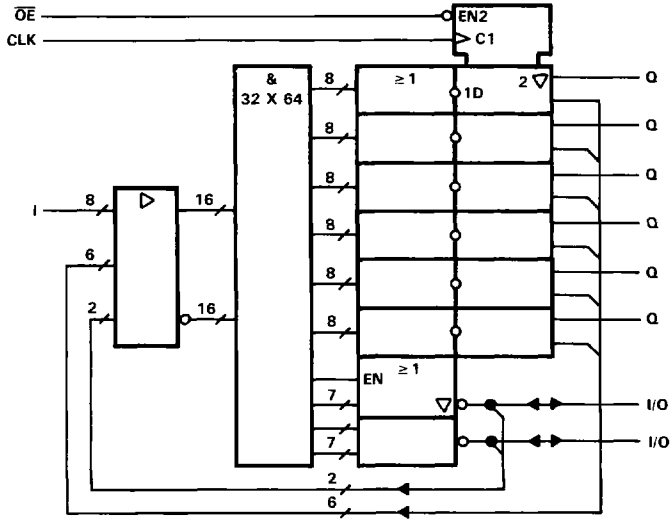 OE EN2
CLK C1
& ≥1 1D 2 ▽ Q
32 X 64 8
8 Q
8 Q
I 8 16 8 Q
6 8 Q
2 16 8 Q
EN ≥1
7 ▽ I/O
7 I/O
2
6